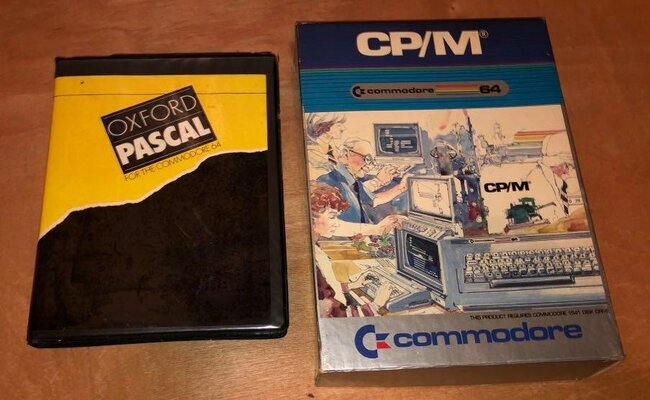 OXFORD
PASCAL
FOR THE COMMODORE 64
CP/M®
commodore 64
CP/M®
THIS PRODUCT REQUIRES COMMODORE 1541 DISK DRIVE
commodore